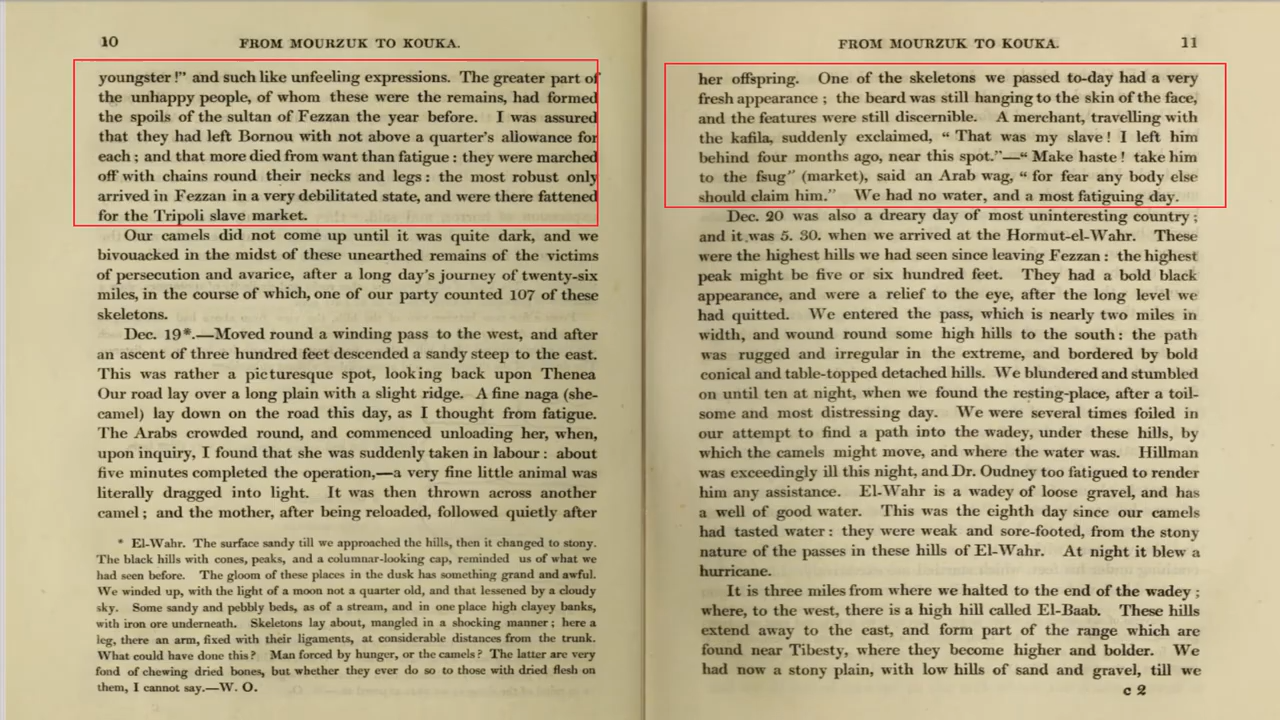 10
FROM MOURZUK TO KOUKA.
youngster!” and such like unfeeling expressions. The greater part of
the unhappy people, of whom these were the remains, had formed
the spoils of the sultan of Fezzan the year before. I was assured
that they had left Bornou with not above a quarter’s allowance for
each; and that more died from want than fatigue: they were marched
off with chains round their necks and legs: the most robust only
arrived in Fezzan in a very debilitated state, and were there fattened
for the Tripoli slave market.
Our camels did not come up until it was quite dark, and we
bivouacked in the midst of these unearthed remains of the victims
of persecution and avarice, after a long day’s journey of twenty-six
miles, in the course of which, one of our party counted 107 of these
skeletons.
Dec. 19*.—Moved round a winding pass to the west, and after
an ascent of three hundred feet descended a sandy steep to the east.
This was rather a picturesque spot, looking back upon Thenea
Our road lay over a long plain with a slight ridge. A fine naga (she-
camel) lay down on the road this day, as I thought from fatigue.
The Arabs crowded round, and commenced unloading her, when,
upon inquiry, I found that she was suddenly taken in labour: about
five minutes completed the operation,—a very fine little animal was
literally dragged into light. It was then thrown across another
camel; and the mother, after being reloaded, followed quietly after
* El-Wahr. The surface sandy till we approached the hills, then it changed to stony.
The black hills with cones, peaks, and a columnar-looking cap, reminded us of what we
had seen before. The gloom of these places in the dusk has something grand and awful.
We winded up, with the light of a moon not a quarter old, and that lessened by a cloudy
sky. Some sandy and pebbly beds, as of a stream, and in one place high clayey banks,
with iron ore underneath. Skeletons lay about, mangled in a shocking manner; here a
leg, there an arm, fixed with their ligaments, at considerable distances from the trunk.
What could have done this? Man forced by hunger, or the camels? The latter are very
fond of chewing dried bones, but whether they ever do so to those with dried flesh on
them, I cannot say.—W. O.
FROM MOURZUK TO KOUKA.
11
her offspring. One of the skeletons we passed to-day had a very
fresh appearance; the beard was still hanging to the skin of the face,
and the features were still discernible. A merchant, travelling with
the kafila, suddenly exclaimed, “That was my slave! I left him
behind four months ago, near this spot.”—“Make haste! take him
to the fsug” (market), said an Arab wag, “for fear any body else
should claim him.” We had no water, and a most fatiguing day.
Dec. 20 was also a dreary day of most uninteresting country;
and it was 5. 30. when we arrived at the Hormut-el-Wahr. These
were the highest hills we had seen since leaving Fezzan: the highest
peak might be five or six hundred feet. They had a bold black
appearance, and were a relief to the eye, after the long level we
had quitted. We entered the pass, which is nearly two miles in
width, and wound round some high hills to the south: the path
was rugged and irregular in the extreme, and bordered by bold
conical and table-topped detached hills. We blundered and stumbled
on until ten at night, when we found the resting-place, after a toil-
some and most distressing day. We were several times foiled in
our attempt to find a path into the wadey, under these hills, by
which the camels might move, and where the water was. Hillman
was exceedingly ill this night, and Dr. Oudney too fatigued to render
him any assistance. El-Wahr is a wadey of loose gravel, and has
a well of good water. This was the eighth day since our camels
had tasted water: they were weak and sore-footed, from the stony
nature of the passes in these hills of El-Wahr. At night it blew a
hurricane.
It is three miles from where we halted to the end of the wadey;
where, to the west, there is a high hill called El-Baab. These hills
extend away to the east, and form part of the range which are
found near Tibesty, where they become higher and bolder. We
had now a stony plain, with low hills of sand and gravel, till we
c 2